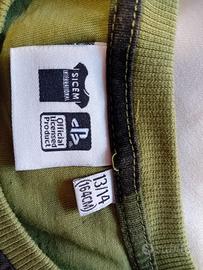 SICEM
INTERNATIONAL
Official
Licensed
Product
13/14
(164CM)